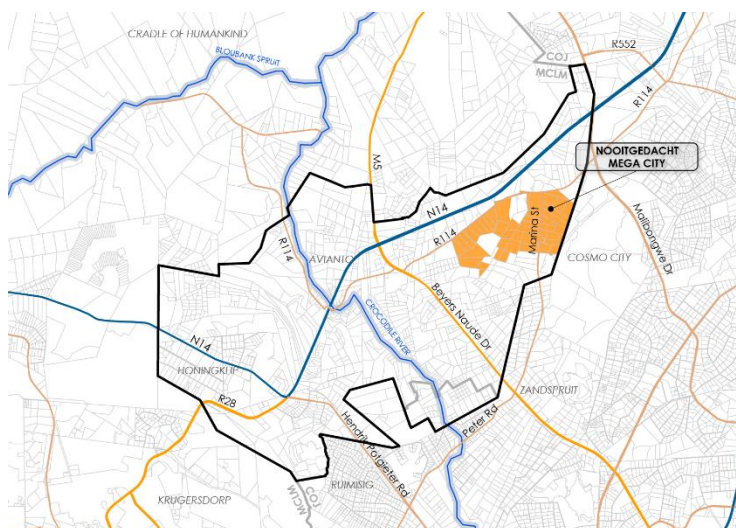 CRADLE OF HUMANKIND
BLOUBANK SPRUIT
COJ
MCLM
R552
R114
NOOITGEDACHT
MEGA CITY
M5
N14
R114
Marina St
Malibongwe Dr
R114
AVIANTO
COSMO CITY
Beyers Naude Dr
CROCODILE RIVER
N14
HONINGKLIP
R28
ZANDSPRUIT
Peter Rd
Hendrik Potgieter Rd
RUIMISIG
COJ
MCLM
KRUGERSDORP